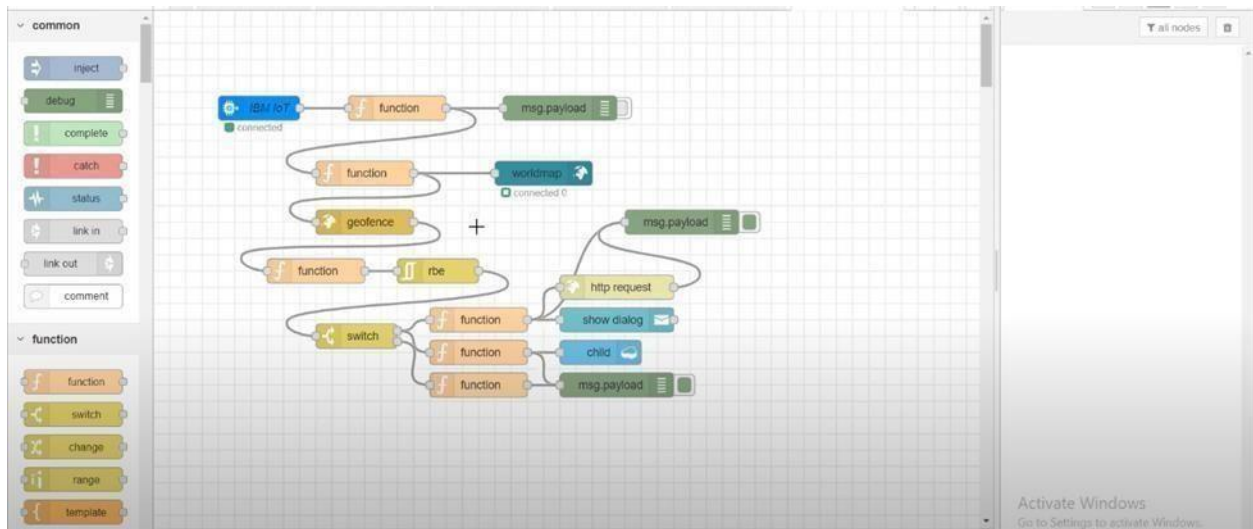 common
all nodes
inject
debug
IBM IoT
function
msg.payload
connected
complete
catch
function
worldmap
status
connected 0
geofence
msg.payload
link in
link out
function
rbe
http request
comment
function
show dialog
switch
function
function
child
function
function
msg.payload
switch
change
range
template
Activate Windows
Go to Settings to activate Windows.